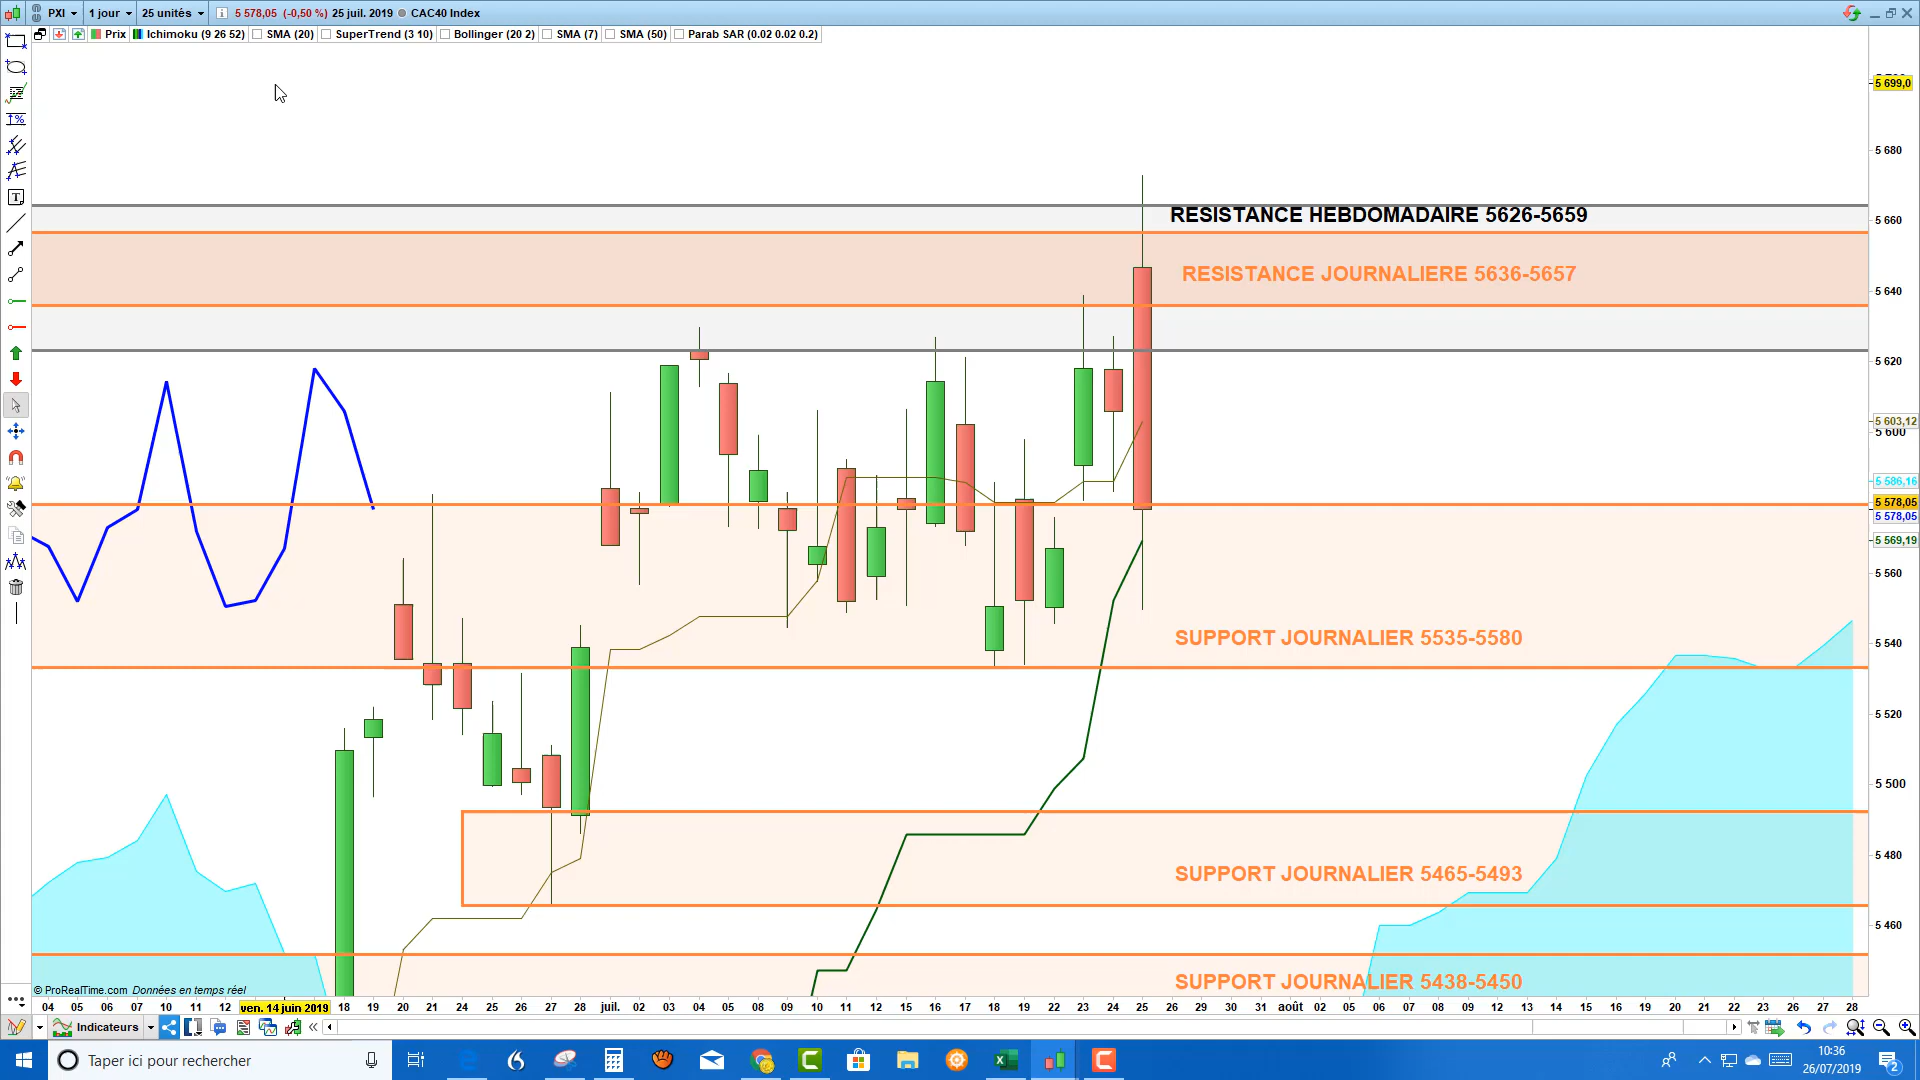 PXI 1 jour 25 unités 5 578,05 (-0,50 %) 25 juil. 2019 CAC40 Index
Prix Ichimoku (9 26 52) SMA (20) SuperTrend (3 10) Bollinger (20 2) SMA (7) SMA (50) Parab SAR (0.02 0.02 0.2)
5 699,0
5 680
RESISTANCE HEBDOMADAIRE 5626-5659
5 660
RESISTANCE JOURNALIERE 5636-5657
5 640
5 620
5 603,12
5 600
5 586,16
5 578,05
5 578,05
5 569,19
5 560
SUPPORT JOURNALIER 5535-5580
5 540
5 520
5 500
5 480
SUPPORT JOURNALIER 5465-5493
5 460
SUPPORT JOURNALIER 5438-5450
© ProRealTime.com Données en temps réel
04 05 06 07 10 11 12 ven. 14 juin 2019 18 19 20 21 24 25 26 27 28 juil. 02 03 04 05 08 09 10 11 12 15 16 17 18 19 22 23 24 25 26 29 30 31 août 02 05 06 07 08 09 12 13 14 15 16 19 20 21 22 23 26 27 28
Indicateurs
Taper ici pour rechercher
10:36
26/07/2019
2